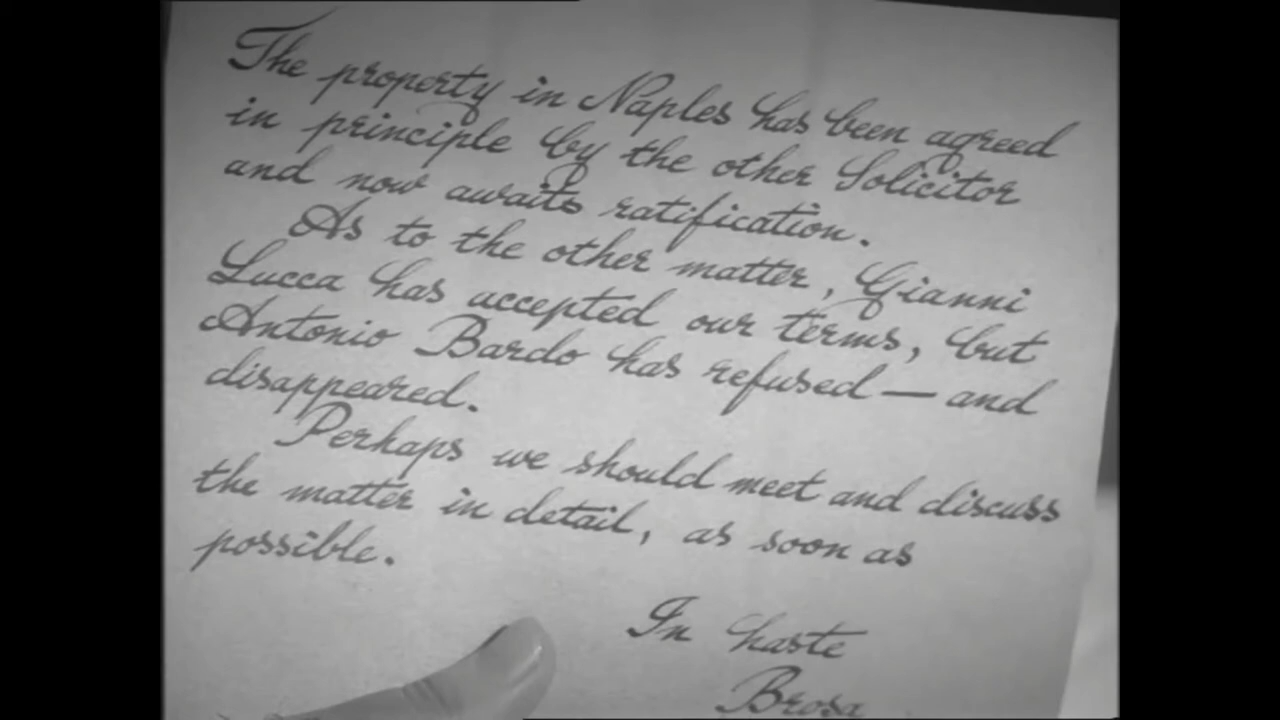 The property in Naples has been agreed
in principle by the other Solicitor
and now awaits ratification.
As to the other matter, Gianni
Lucca has accepted our terms, but
Antonio Bardo has refused — and
disappeared.
Perhaps we should meet and discuss
the matter in detail, as soon as
possible.
In haste
Brosa